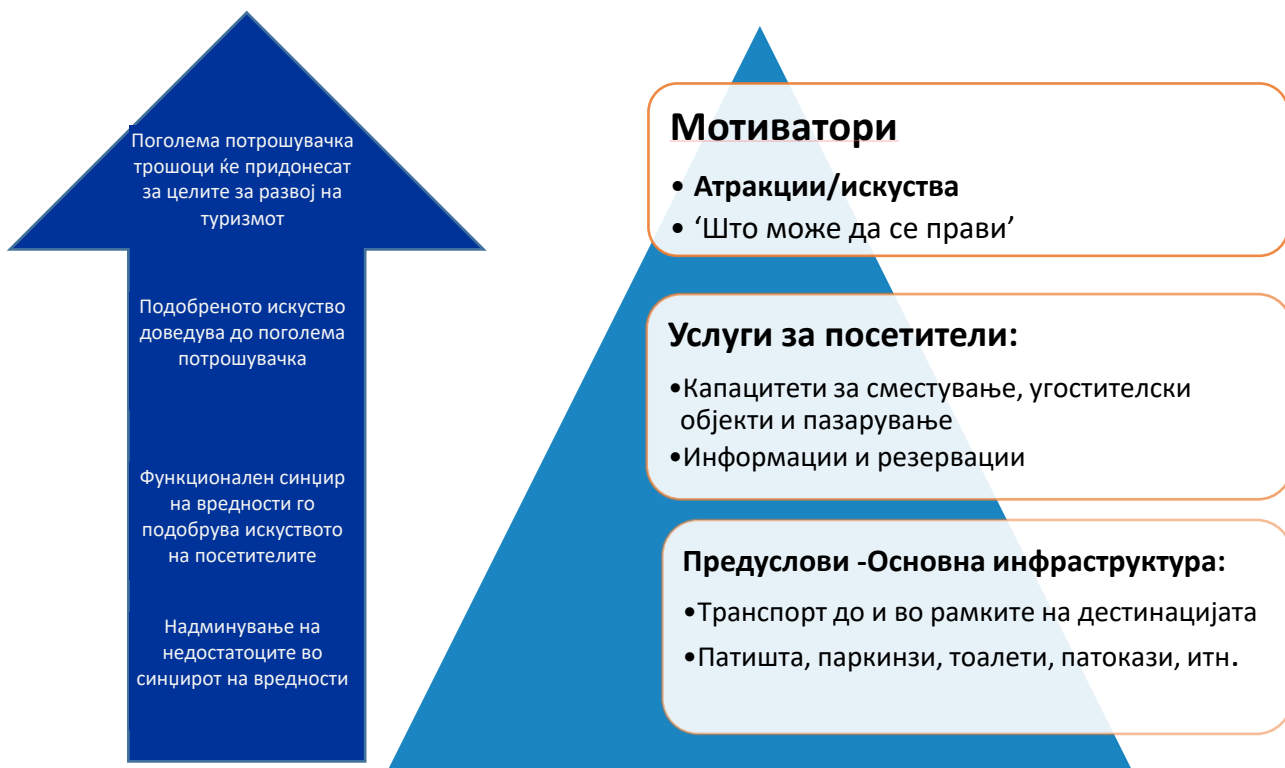 Поголема потрошувачка
трошоци ќе придонесат
за целите за развој на
туризмот
Подобреното искуство
доведува до поголема
потрошувачка
Функционален синџир
на вредности го
подобрува искуството
на посетителите
Надминување на
недостатоците во
синџирот на вредности
Мотиватори
• Атракции/искуства
• ‘Што може да се прави’
Услуги за посетители:
•Капацитети за сместување, угостителски
објекти и пазарување
•Информации и резервации
Предуслови -Основна инфраструктура:
•Транспорт до и во рамките на дестинацијата
•Патишта, паркинзи, тоалети, патокази, итн.